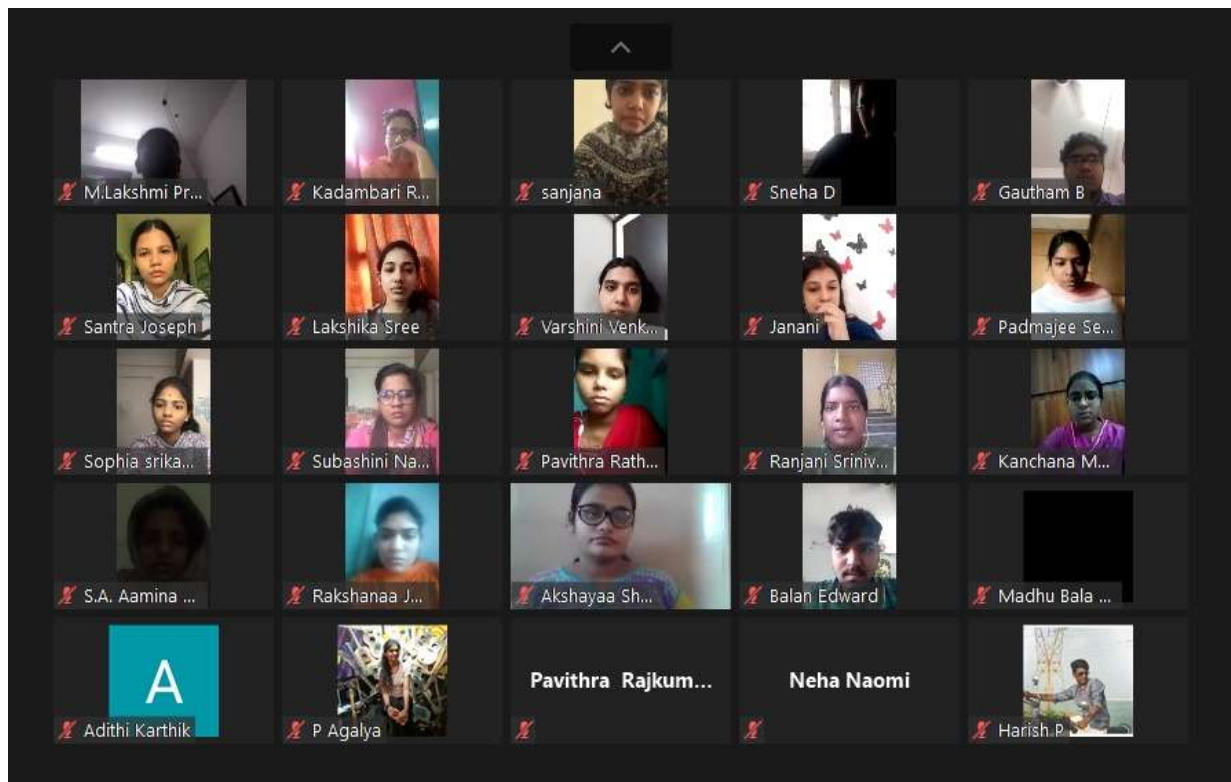 M.Lakshmi Pr...
Kadambari R...
sanjana
Sneha D
Gautham B
Santra Joseph
Lakshika Sree
Varshini Venk...
Janani
Padmajee Se...
Sophia srika...
Subashini Na...
Pavithra Rath...
Ranjani Sriniv...
Kanchana M...
S.A. Aamina ...
Rakshanaa J...
Akshayaa Sh...
Balan Edward
Madhu Bala ...
A
Adithi Karthik
P Agalya
Pavithra Rajkum...
Neha Naomi
Harish P